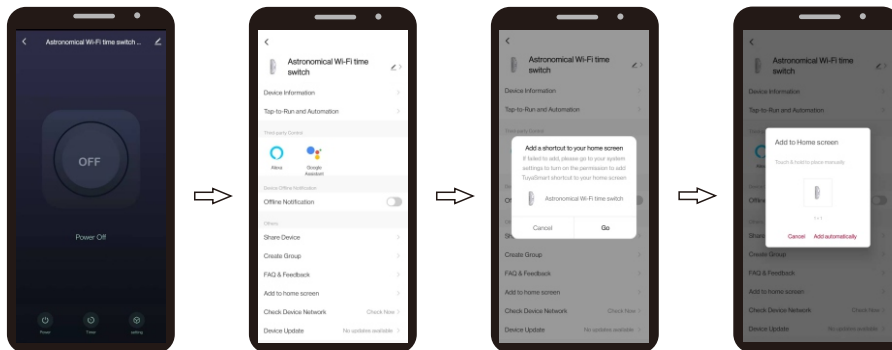 Astronomical Wi-Fi time switch ..
OFF
Power Off
Power
Timer
setting
Astronomical Wi-Fi time
switch
Device Information
Tap-to-Run and Automation
Third-party Control
Alexa
Google
Assistant
Device Offline Notification
Offline Notification
Others
Share Device
Create Group
FAQ & Feedback
Add to home screen
Check Device Network
Check Now
Device Update
No updates available
Astronomical Wi-Fi time
switch
Device Information
Tap-to-Run and Automation
Third-party Control
Add a shortcut to your home screen
If failed to add, please go to your system
settings to turn on the permission to add
TuyaSmart shortcut to your home screen
Astronomical Wi-Fi time switch
Cancel
Go
Sh
Create Group
FAQ & Feedback
Add to home screen
Check Device Network
Check Now
Device Update
No updates available
Astronomical Wi-Fi time
switch
Device Information
Tap-to-Run and Automation
Add to Home screen
Touch & hold to place manually
1 x 1
Cancel
Add automatically
Create Group
FAQ & Feedback
Add to home screen
Check Device Network
Check Now
Device Update
No updates available